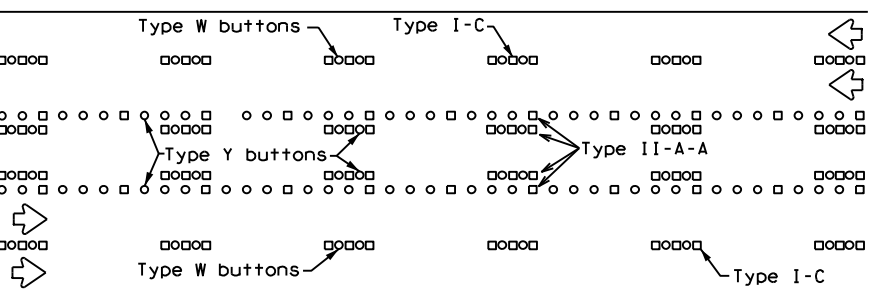 Type W buttons
Type I-C
Type Y buttons
Type II-A-A
Type W buttons
Type I-C